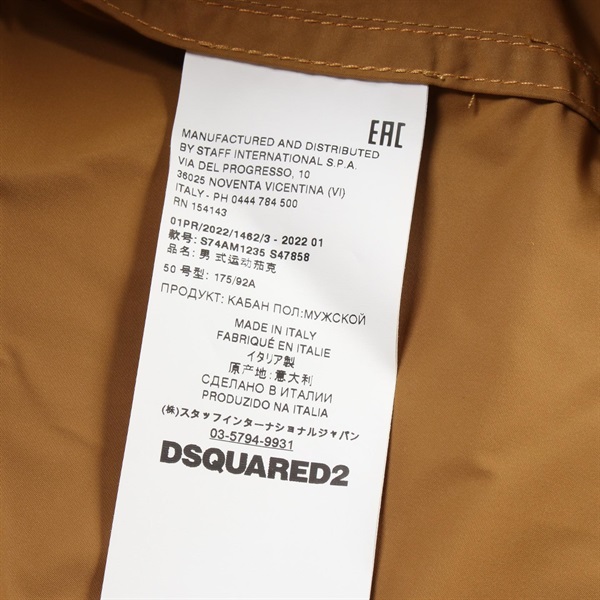 EAC
MANUFACTURED AND DISTRIBUTED
BY STAFF INTERNATIONAL S.P.A.
VIA DEL PROGRESSO, 10
36025 NOVENTA VICENTINA (VI)
ITALY - PH 0444 784 500
RN 154143
01PR/2022/1462/3 - 2022 01
款号: S74AM1235 S47858
品名: 男 式运动茄克
50 号型: 175/92A
ПРОДУКТ: КАБАН ПОЛ:МУЖСКОЙ
MADE IN ITALY
FABRIQUÉ EN ITALIE
イタリア製
原产地:意大利
СДЕЛАНО В ИТАЛИИ
PRODUZIDO NA ITALIA
(株)スタッフインターナショナルジャパン
03-5794-9931
DSQUARED2